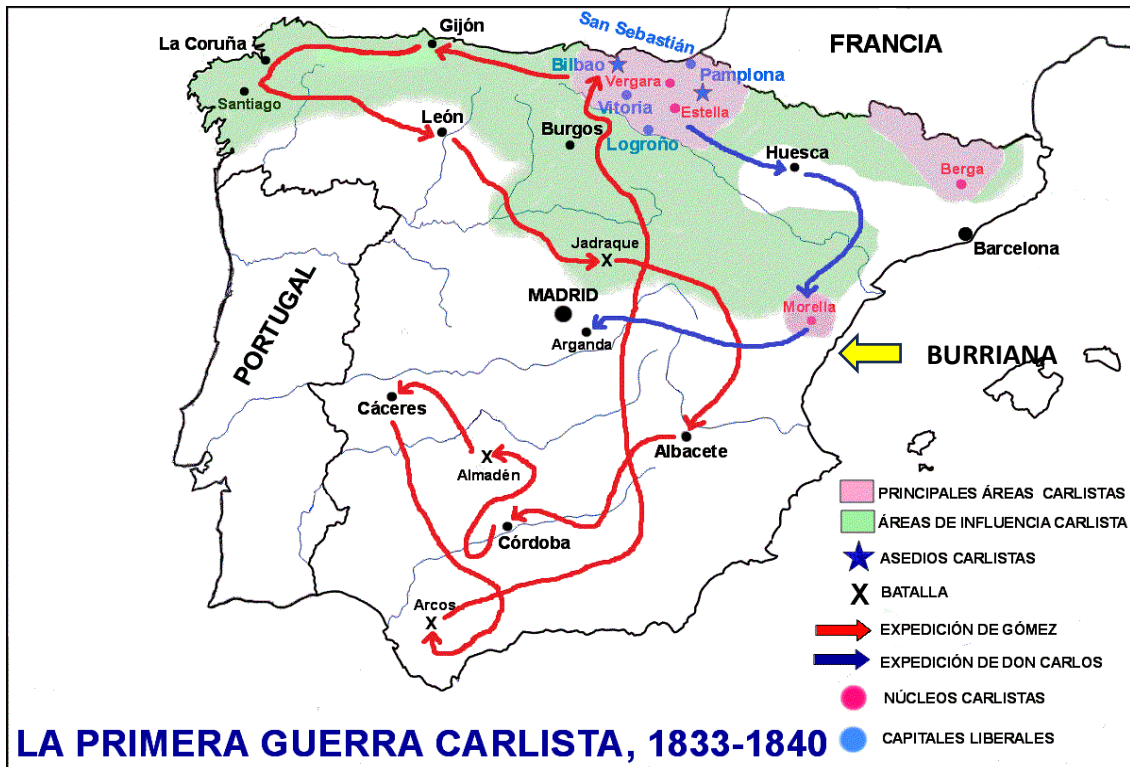 San Sebastián
Gijón
La Coruña
FRANCIA
Bilbao
Pamplona
Vergara
Santiago
Vitoria
Estella
León
Burgos
Logroño
Huesca
Berga
Jadraque
Barcelona
MADRID
Morella
PORTUGAL
Arganda
BURRIANA
Cáceres
Albacete
Almadén
Córdoba
Arcos
PRINCIPALES ÁREAS CARLISTAS
ÁREAS DE INFLUENCIA CARLISTA
ASEDIOS CARLISTAS
X BATALLA
EXPEDICIÓN DE GÓMEZ
EXPEDICIÓN DE DON CARLOS
NÚCLEOS CARLISTAS
CAPITALES LIBERALES
LA PRIMERA GUERRA CARLISTA, 1833-1840